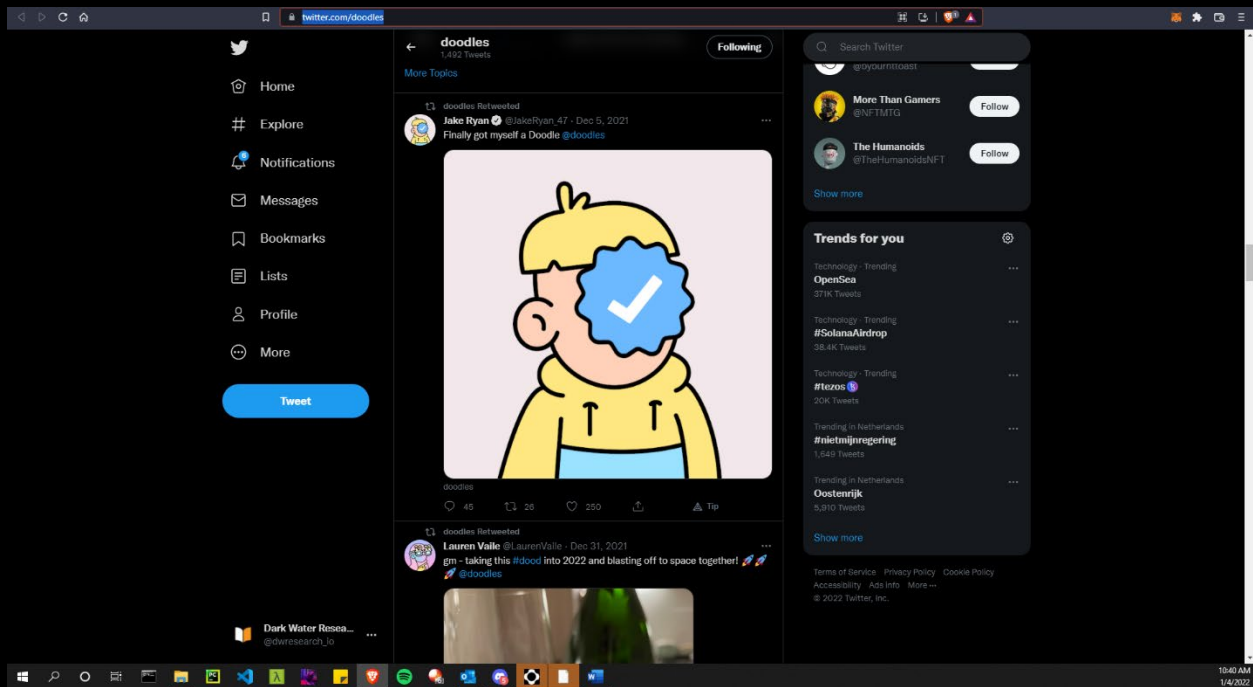 twitter.com/doodles
Home
Explore
Notifications
Messages
Bookmarks
Lists
Profile
More
Tweet
Dark Water Resea...
@dwresearch_io
doodles
1,492 Tweets
Following
More Topics
doodles Retweeted
Jake Ryan @JakeRyan_47 · Dec 5, 2021
Finally got myself a Doodle @doodles
doodles
45 26 250 Tip
doodles Retweeted
Lauren Vaile @LaurenVaile · Dec 31, 2021
gm - taking this #dood into 2022 and blasting off to space together! 🚀🚀
🚀 @doodles
Search Twitter
@byburnttoast
More Than Gamers
@NFTMTG
Follow
The Humanoids
@TheHumanoidsNFT
Follow
Show more
Trends for you
Technology · Trending
OpenSea
371K Tweets
Technology · Trending
#SolanaAirdrop
38.4K Tweets
Technology · Trending
#tezos
20K Tweets
Trending in Netherlands
#nietmijnregering
1,649 Tweets
Trending in Netherlands
Oostenrijk
5,910 Tweets
Show more
Terms of Service Privacy Policy Cookie Policy
Accessibility Ads info More ···
© 2022 Twitter, Inc.
10:40 AM
1/4/2022